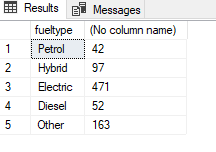 Results Messages
fueltype (No column name)
1 Petrol 42
2 Hybrid 97
3 Electric 471
4 Diesel 52
5 Other 163